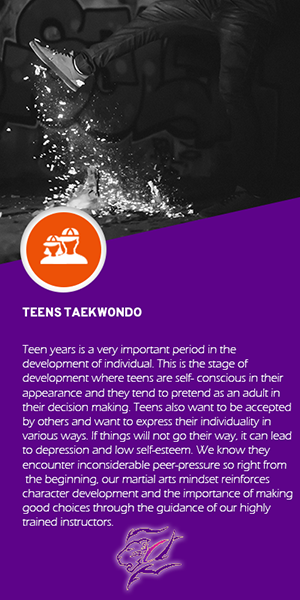 TEENS TAEKWONDO
Teen years is a very important period in the
development of individual. This is the stage of
development where teens are self- conscious in their
appearance and they tend to pretend as an adult in
their decision making. Teens also want to be accepted
by others and want to express their individuality in
various ways. If things will not go their way, it can lead
to depression and low self-esteem. We know they
encounter inconsiderable peer-pressure so right from
the beginning, our martial arts mindset reinforces
character development and the importance of making
good choices through the guidance of our highly
trained instructors.